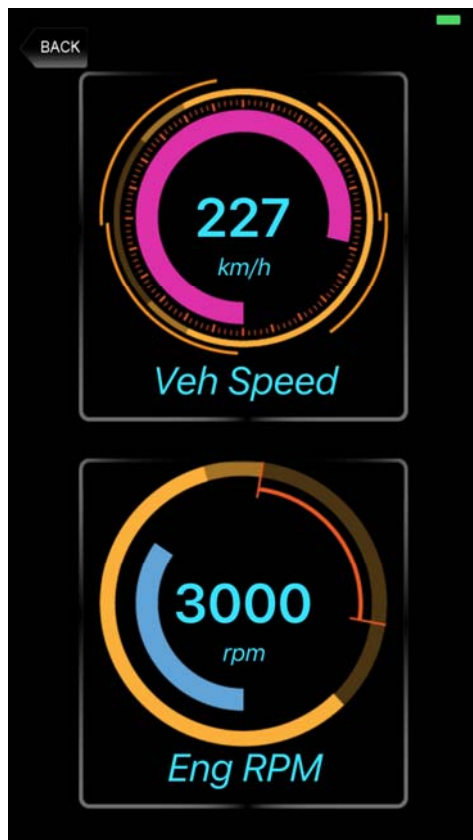 BACK
227
km/h
Veh Speed
3000
rpm
Eng RPM